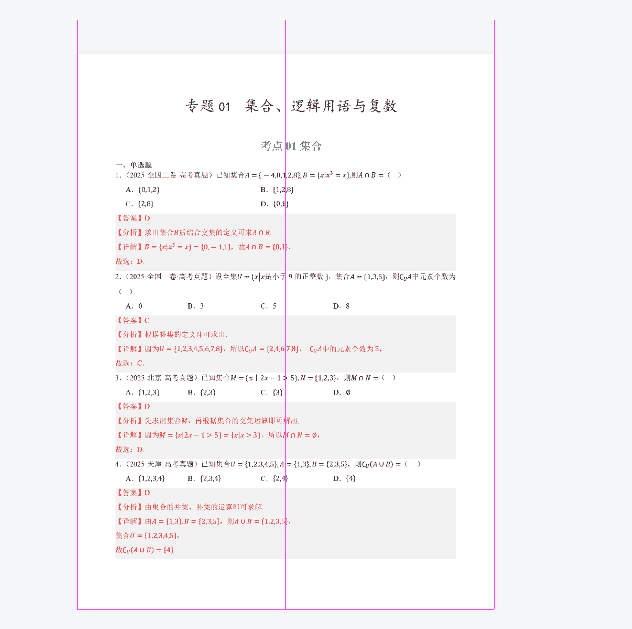 专题 01 集合、逻辑用语与复数
考点 01 集合
一、单选题
1.（2025·全国二卷·高考真题）已知集合A = {−4,0,1,2,8}, B = {x|x³ = x},则A ∩ B =（ ）
A. {0,1,2} B. {1,2,8}
C. {2,8} D. {0,1}
【答案】D
【分析】求出集合B后结合交集的定义可求A ∩ B.
【详解】B = {x|x³ = x} = {0,−1,1}，故A ∩ B = {0,1}，
故选：D.
2.（2025·全国一卷·高考真题）设全集U = {x|x是小于 9 的正整数 }，集合A = {1,3,5}，则∁UA中元素个数为
（ ）
A. 0 B. 3 C. 5 D. 8
【答案】C
【分析】根据补集的定义即可求出.
【详解】因为U = {1,2,3,4,5,6,7,8}，所以∁UA = {2,4,6,7,8}， ∁UA中的元素个数为 5，
故选：C.
3.（2025·北京·高考真题）已知集合M = {x ∣ 2x − 1 > 5}, N = {1,2,3}，则M ∩ N =（ ）
A. {1,2,3} B. {2,3} C. {3} D. ∅
【答案】D
【分析】先求出集合M，再根据集合的交集运算即可解出.
【详解】因为M = {x|2x − 1 > 5} = {x|x > 3}，所以M ∩ N = ∅，
故选：D.
4.（2025·天津·高考真题）已知集合U = {1,2,3,4,5}, A = {1,3}, B = {2,3,5}，则∁U(A ∪ B) =（ ）
A. {1,2,3,4} B. {2,3,4} C. {2,4} D. {4}
【答案】D
【分析】由集合的并集、补集的运算即可求解.
【详解】由A = {1,3}, B = {2,3,5}，则A ∪ B = {1,2,3,5}，
集合U = {1,2,3,4,5}，
故∁U(A ∪ B) = {4}